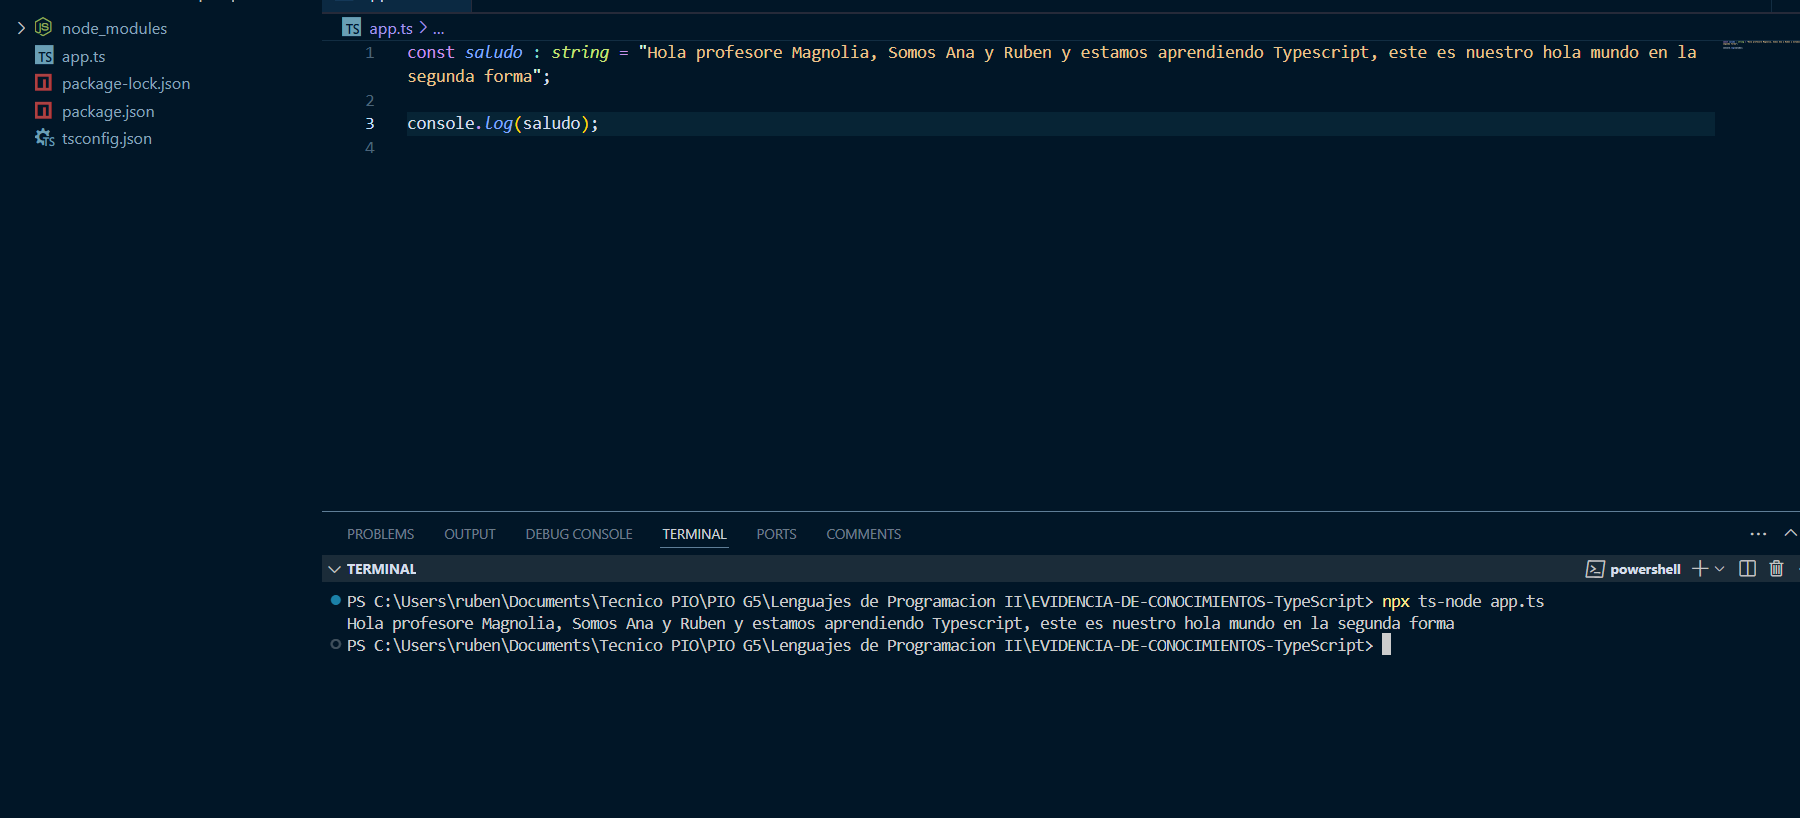 node_modules
TS app.ts
package-lock.json
package.json
TS tsconfig.json
TS app.ts > ...
1 const saludo : string = "Hola profesore Magnolia, Somos Ana y Ruben y estamos aprendiendo Typescript, este es nuestro hola mundo en la
segunda forma";
2
3 console.log(saludo);
4
PROBLEMS OUTPUT DEBUG CONSOLE TERMINAL PORTS COMMENTS
TERMINAL powershell
PS C:\Users\ruben\Documents\Tecnico PIO\PIO G5\Lenguajes de Programacion II\EVIDENCIA-DE-CONOCIMIENTOS-TypeScript> npx ts-node app.ts
Hola profesore Magnolia, Somos Ana y Ruben y estamos aprendiendo Typescript, este es nuestro hola mundo en la segunda forma
PS C:\Users\ruben\Documents\Tecnico PIO\PIO G5\Lenguajes de Programacion II\EVIDENCIA-DE-CONOCIMIENTOS-TypeScript>